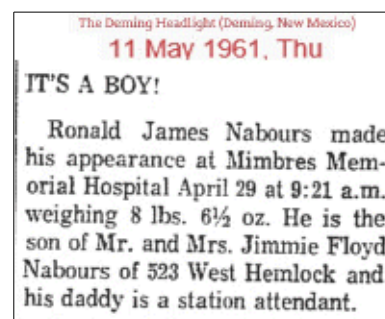 The Deming Headlight (Deming, New Mexico)
11 May 1961, Thu
IT'S A BOY!
Ronald James Nabours made
his appearance at Mimbres Mem-
orial Hospital April 29 at 9:21 a.m.
weighing 8 lbs. 6½ oz. He is the
son of Mr. and Mrs. Jimmie Floyd
Nabours of 523 West Hemlock and
his daddy is a station attendant.